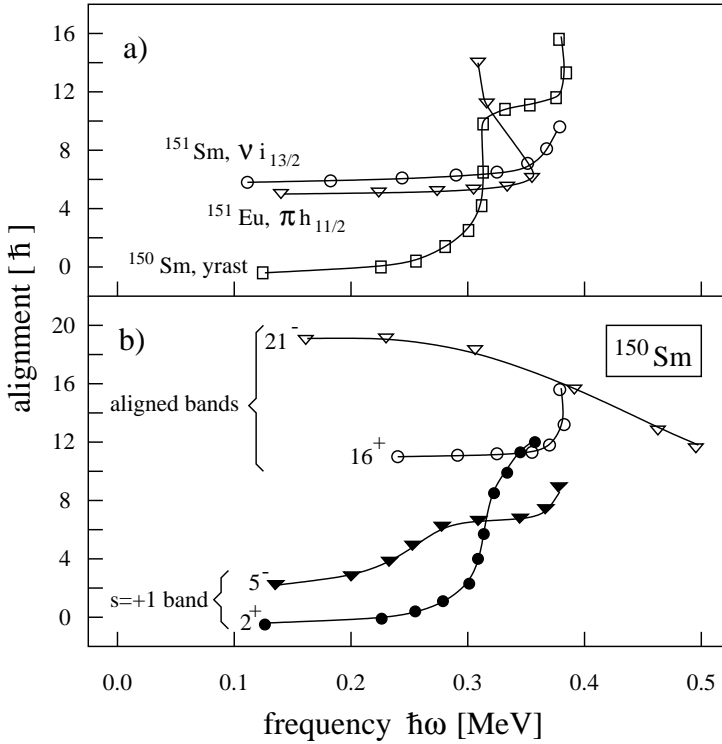 alignment [ ħ ]
a)
16
12
8
4
0
¹⁵¹Sm, ν i₁₃/₂
¹⁵¹Eu, πh₁₁/₂
¹⁵⁰Sm, yrast
b)
20
16
12
8
4
0
21⁻
¹⁵⁰Sm
aligned bands
16⁺
s=+1 band
5⁻
2⁺
0.0 0.1 0.2 0.3 0.4 0.5
frequency ħω [MeV]